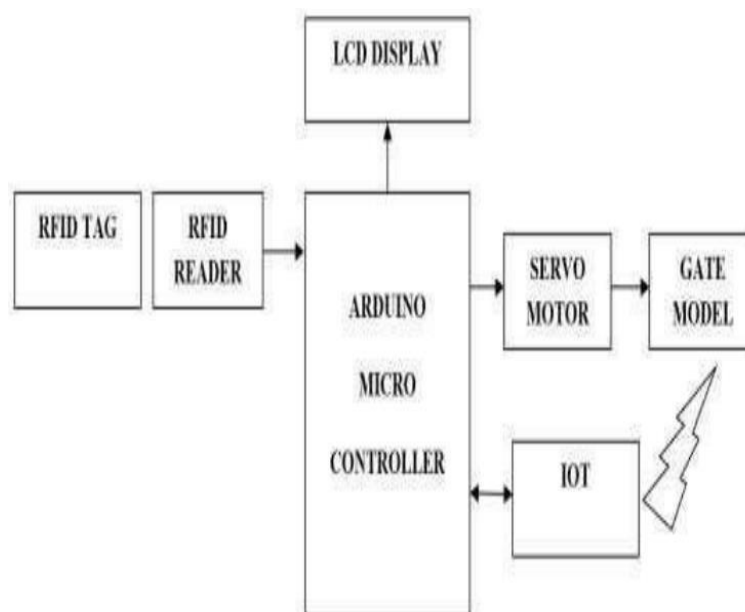 LCD DISPLAY
RFID TAG
RFID
READER
ARDUINO
MICRO
CONTROLLER
SERVO
MOTOR
GATE
MODEL
IOT